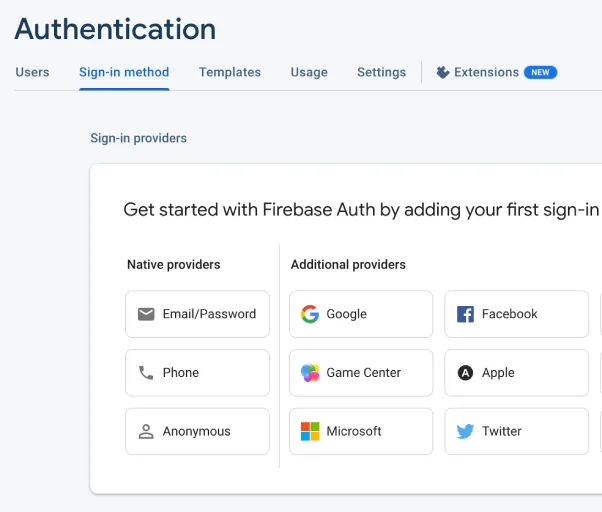 Authentication
Users Sign-in method Templates Usage Settings Extensions NEW
Sign-in providers
Get started with Firebase Auth by adding your first sign-in
Native providers Additional providers
Email/Password Google Facebook
Phone Game Center Apple
Anonymous Microsoft Twitter